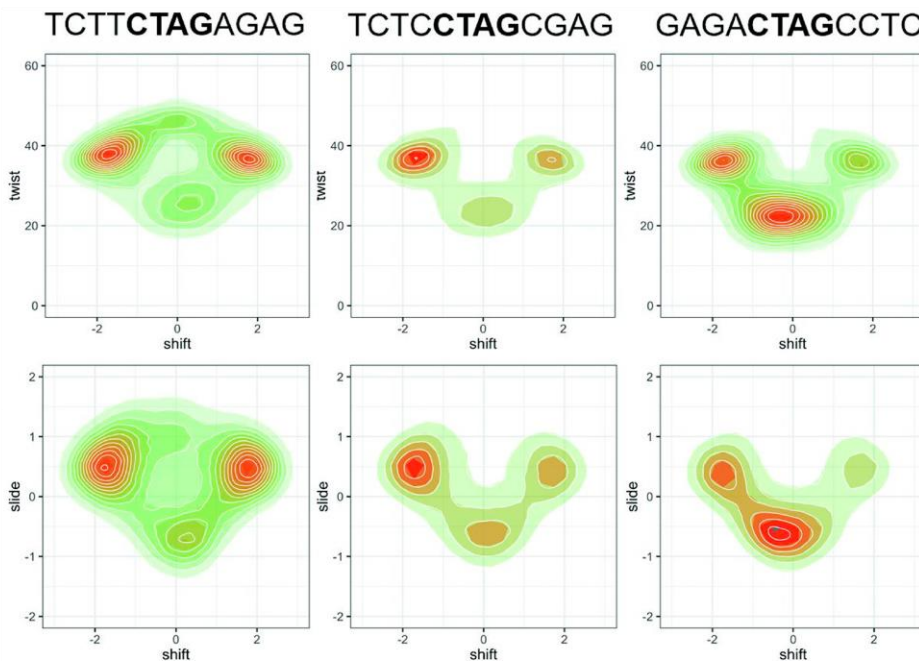 TCTTCTAGAGAG TCTCCTAGCGAG GAGACTAGCCTC
60 60 60
40 40 40
twist twist twist
20 20 20
0 0 0
-2 0 2 -2 0 2 -2 0 2
shift shift shift
2 2 2
1 1 1
slide 0 slide 0 slide 0
-1 -1 -1
-2 -2 -2
-2 0 2 -2 0 2 -2 0 2
shift shift shift